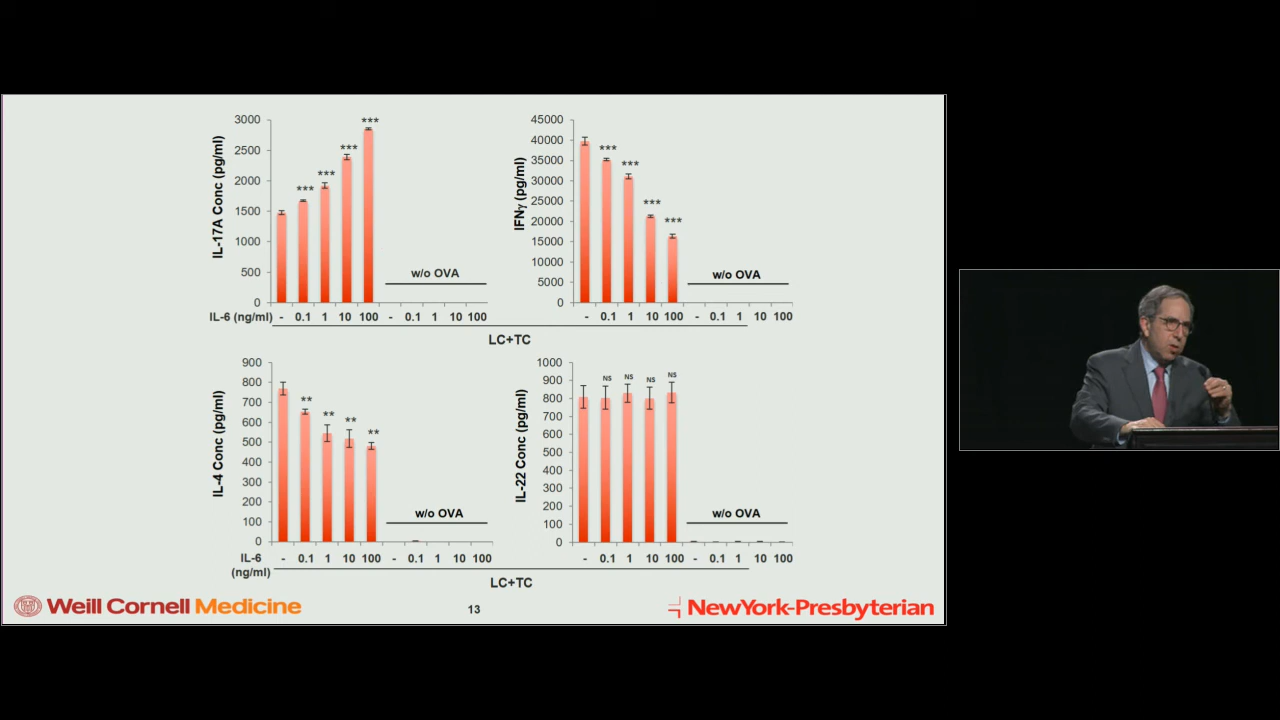 3000
2500
2000
1500
1000
500
0
IL-17A Conc (pg/ml)
***
***
***
***
w/o OVA
IL-6 (ng/ml) - 0.1 1 10 100 - 0.1 1 10 100
45000
40000
35000
30000
25000
20000
15000
10000
5000
0
IFNγ (pg/ml)
***
***
***
***
w/o OVA
- 0.1 1 10 100 - 0.1 1 10 100
LC+TC
900
800
700
600
500
400
300
200
100
0
IL-4 Conc (pg/ml)
**
**
**
**
w/o OVA
IL-6 - 0.1 1 10 100 - 0.1 1 10 100
(ng/ml)
1000
900
800
700
600
500
400
300
200
100
0
IL-22 Conc (pg/ml)
NS
NS
NS
NS
w/o OVA
- 0.1 1 10 100 - 0.1 1 10 100
LC+TC
Weill Cornell Medicine
13
NewYork-Presbyterian